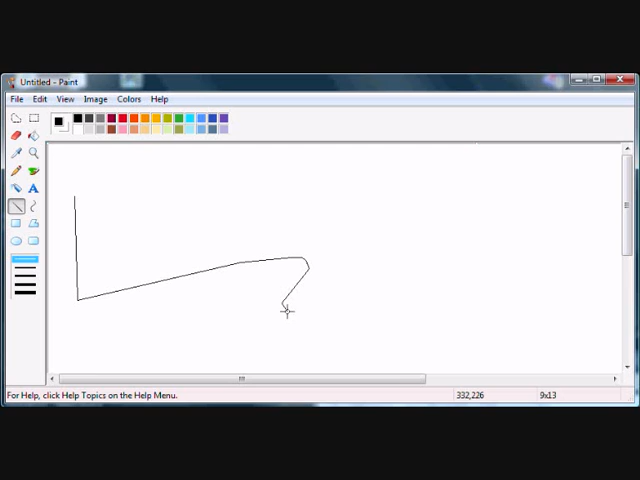 Untitled - Paint
File Edit View Image Colors Help
A
For Help, click Help Topics on the Help Menu.
332,226
9x13